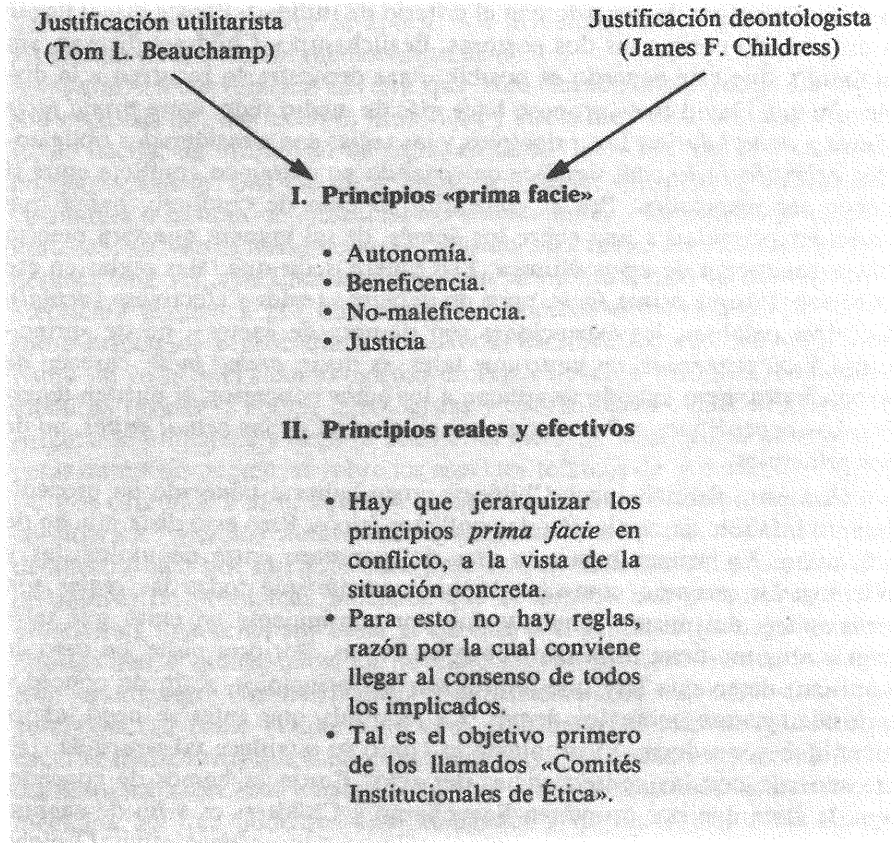 Justificación utilitarista
(Tom L. Beauchamp)
Justificación deontologista
(James F. Childress)
I. Principios «prima facie»
• Autonomía.
• Beneficencia.
• No-maleficencia.
• Justicia
II. Principios reales y efectivos
• Hay que jerarquizar los
principios prima facie en
conflicto, a la vista de la
situación concreta.
• Para esto no hay reglas,
razón por la cual conviene
llegar al consenso de todos
los implicados.
• Tal es el objetivo primero
de los llamados «Comités
Institucionales de Ética».